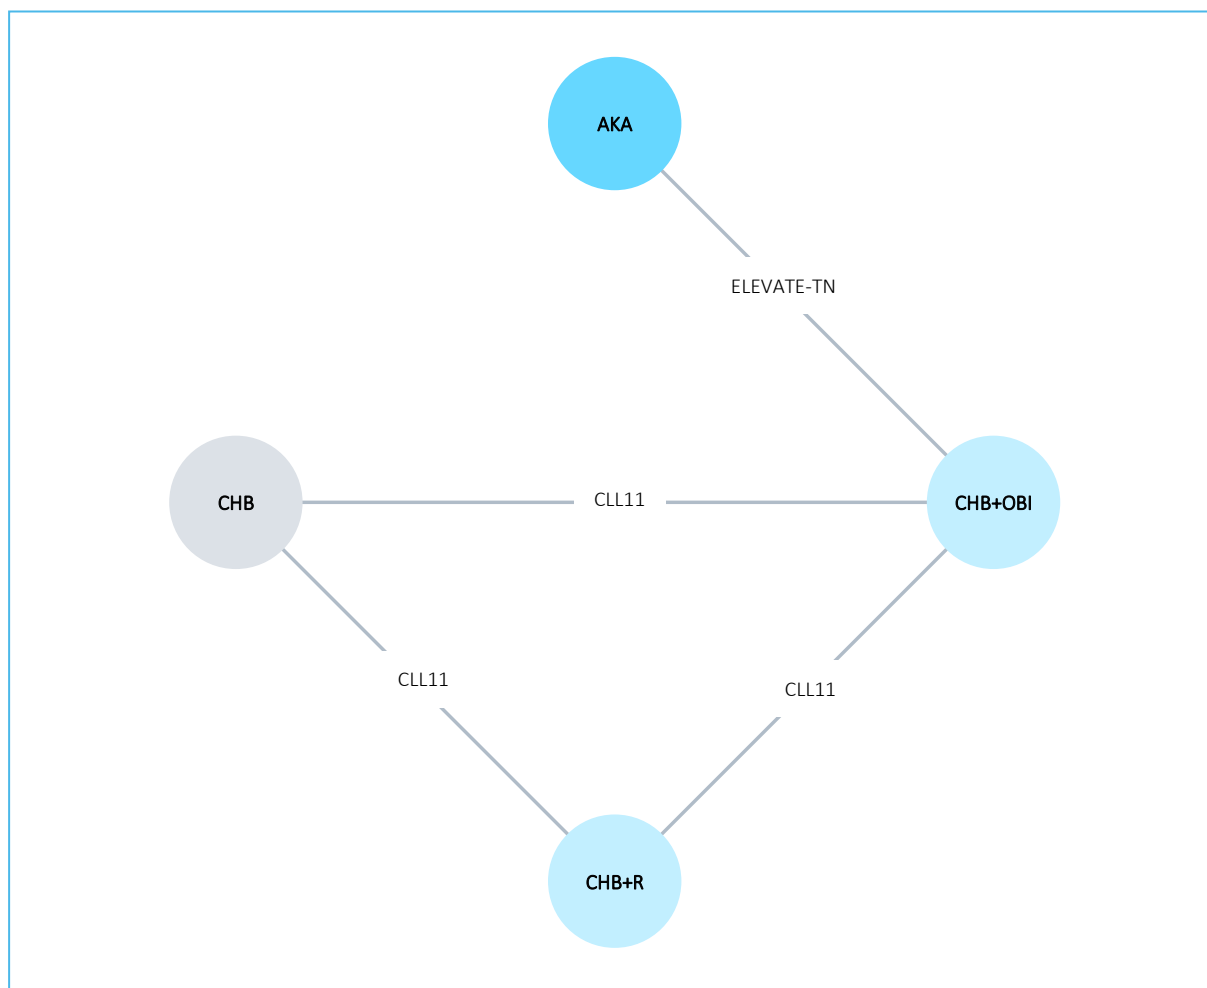 AKA
ELEVATE-TN
CHB
CLL11
CHB+OBI
CLL11
CLL11
CHB+R